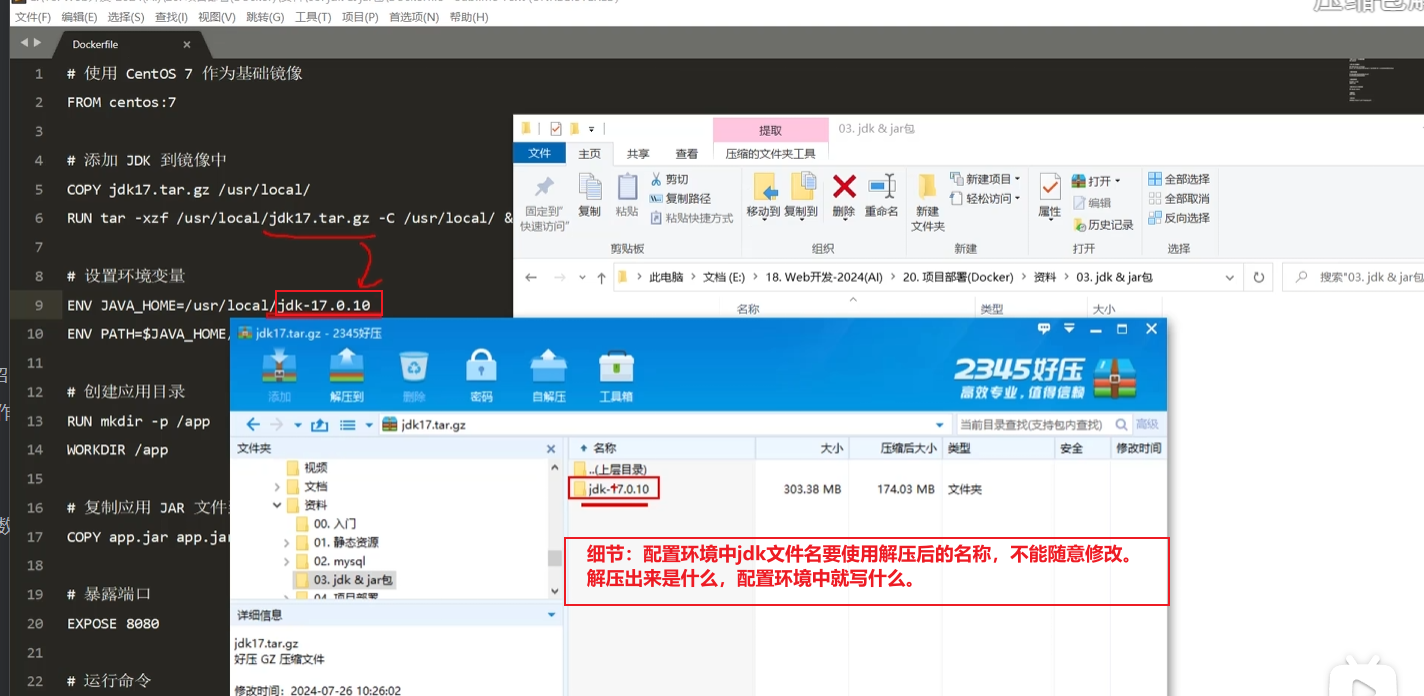 文件(F) 编辑(E) 选择(S) 查找(I) 视图(V) 跳转(G) 工具(T) 项目(P) 首选项(N) 帮助(H)
Dockerfile
1 # 使用 CentOS 7 作为基础镜像
2 FROM centos:7
3
4 # 添加 JDK 到镜像中
5 COPY jdk17.tar.gz /usr/local/
6 RUN tar -xzf /usr/local/jdk17.tar.gz -C /usr/local/ &
7
8 # 设置环境变量
9 ENV JAVA_HOME=/usr/local/jdk-17.0.10
10 ENV PATH=$JAVA_HOME/
11
12 # 创建应用目录
13 RUN mkdir -p /app
14 WORKDIR /app
15
16 # 复制应用 JAR 文件
17 COPY app.jar app.jar
18
19 # 暴露端口
20 EXPOSE 8080
21
22 # 运行命令
提取 03. jdk & jar包
文件 主页 共享 查看 压缩的文件夹工具
固定到"快速访问" 复制 粘贴 剪切 复制路径 粘贴快捷方式
移动到 复制到 删除 重命名 新建文件夹 新建项目 轻松访问
属性 打开 编辑 历史记录 全部选择 全部取消 反向选择
剪贴板 组织 新建 打开 选择
此电脑 文档 (E:) 18. Web开发-2024(AI) 20. 项目部署(Docker) 资料 03. jdk & jar包
搜索"03. jdk & jar包
名称 类型 大小
jdk17.tar.gz - 2345好压
添加 解压到 删除 密码 自解压 工具箱
2345好压
高效专业,值得信赖
jdk17.tar.gz 当前目录查找(支持包内查找) 高级
文件夹
视频
文档
资料
00. 入门
01. 静态资源
02. mysql
03. jdk & jar包
04. 项目部署
名称 大小 压缩后大小 类型 安全 修改时间
..(上层目录)
jdk-17.0.10 303.38 MB 174.03 MB 文件夹
细节：配置环境中jdk文件名要使用解压后的名称，不能随意修改。
解压出来是什么，配置环境中就写什么。
详细信息
jdk17.tar.gz
好压 GZ 压缩文件
修改时间: 2024-07-26 10:26:02